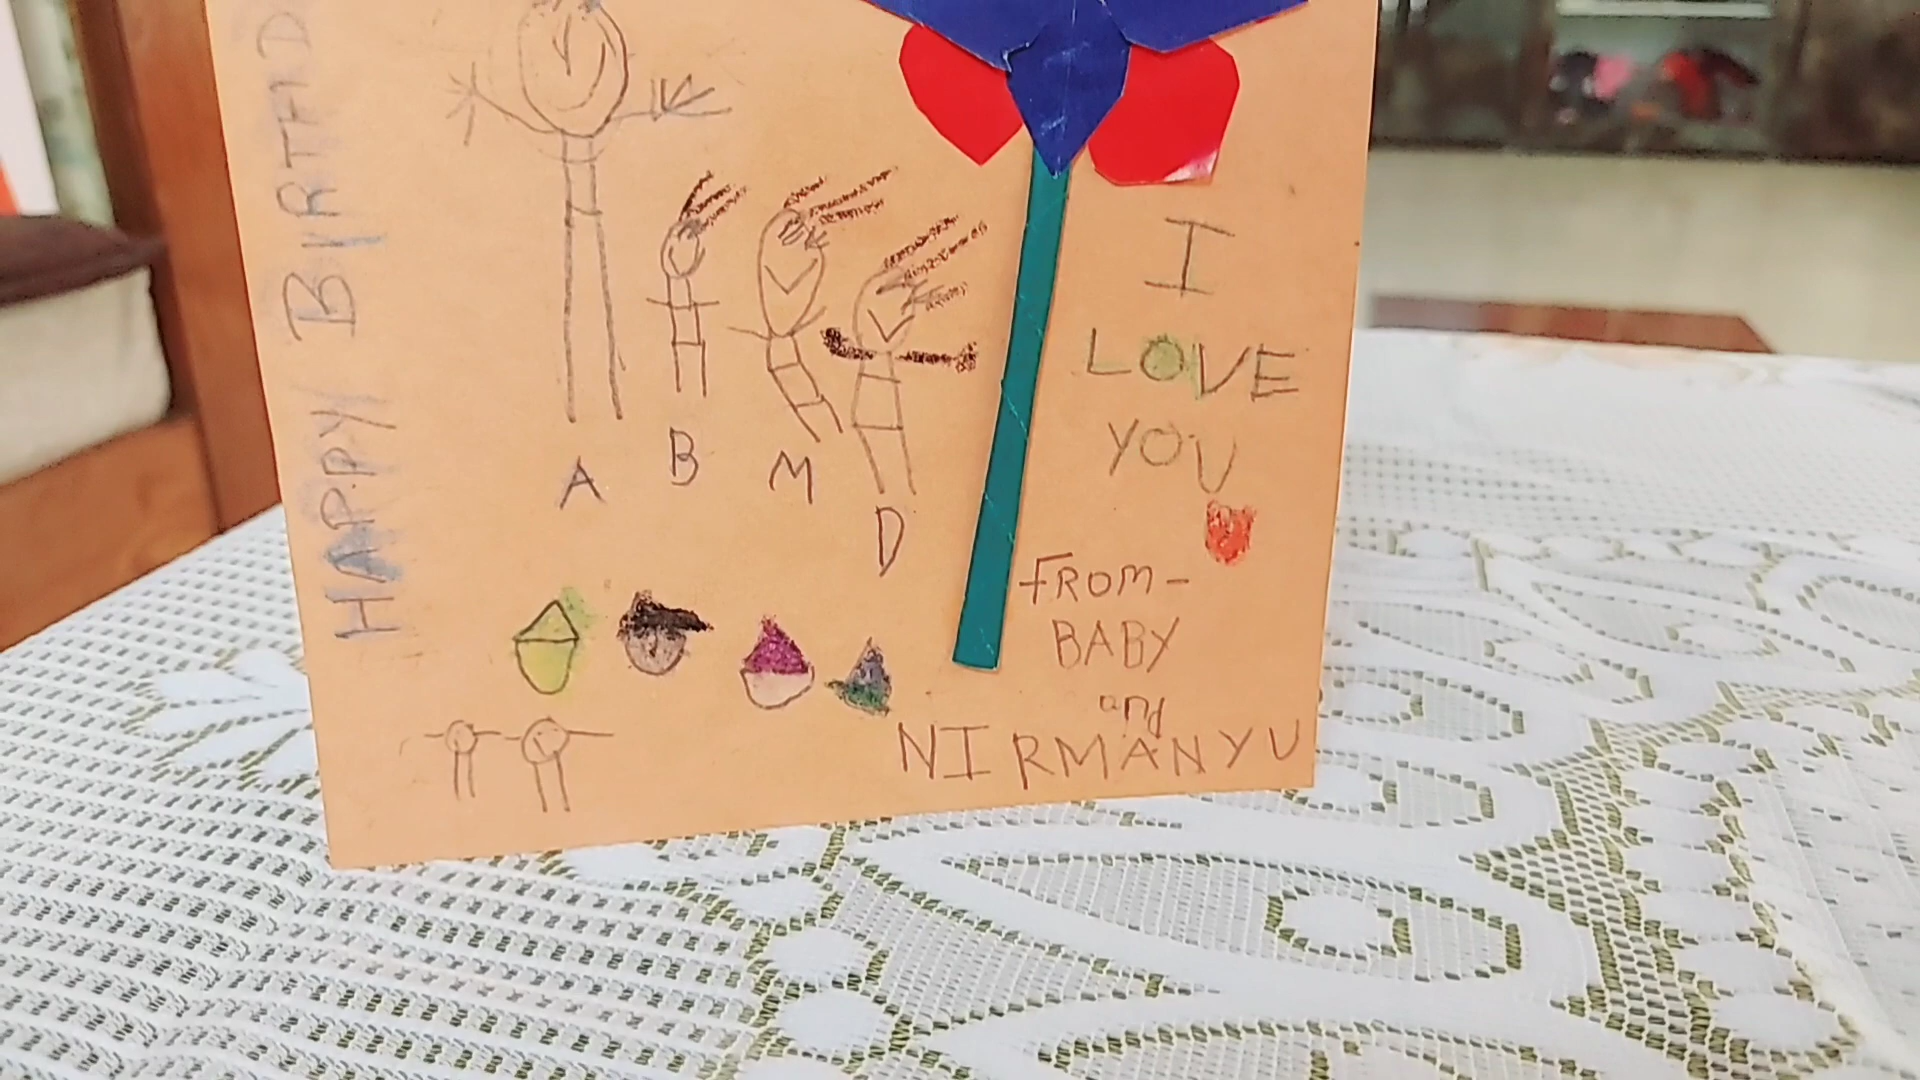 HAPPY BIRTHD
A
B
M
D
I
LOVE
YOU
FROM-
BABY
and
NIRMANYU